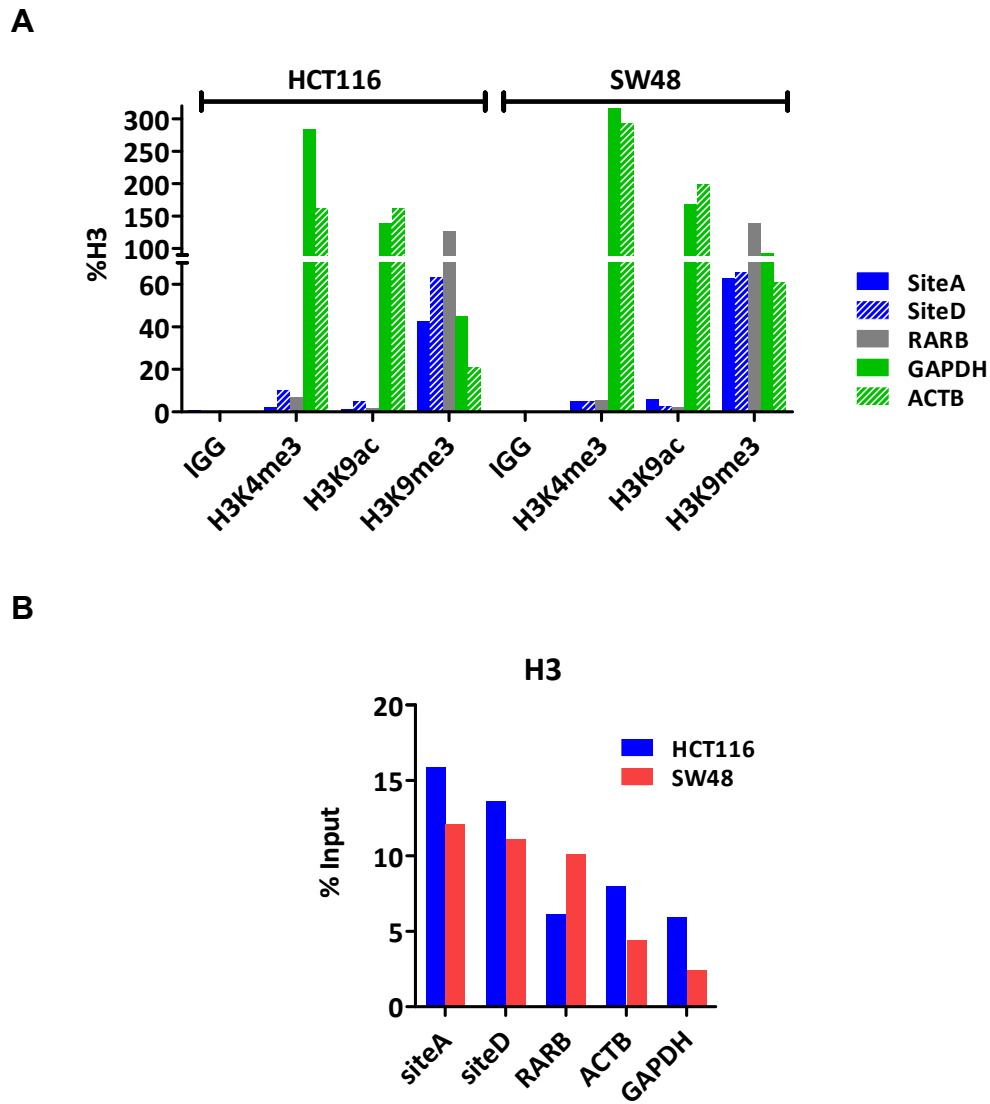 A
HCT116 SW48
300
250
200
150
100
60
40
20
0
%H3
IGG H3K4me3 H3K9ac H3K9me3 IGG H3K4me3 H3K9ac H3K9me3
SiteA
SiteD
RARB
GAPDH
ACTB
B
H3
20
15
10
5
0
% Input
HCT116
SW48
siteA siteD RARB ACTB GAPDH